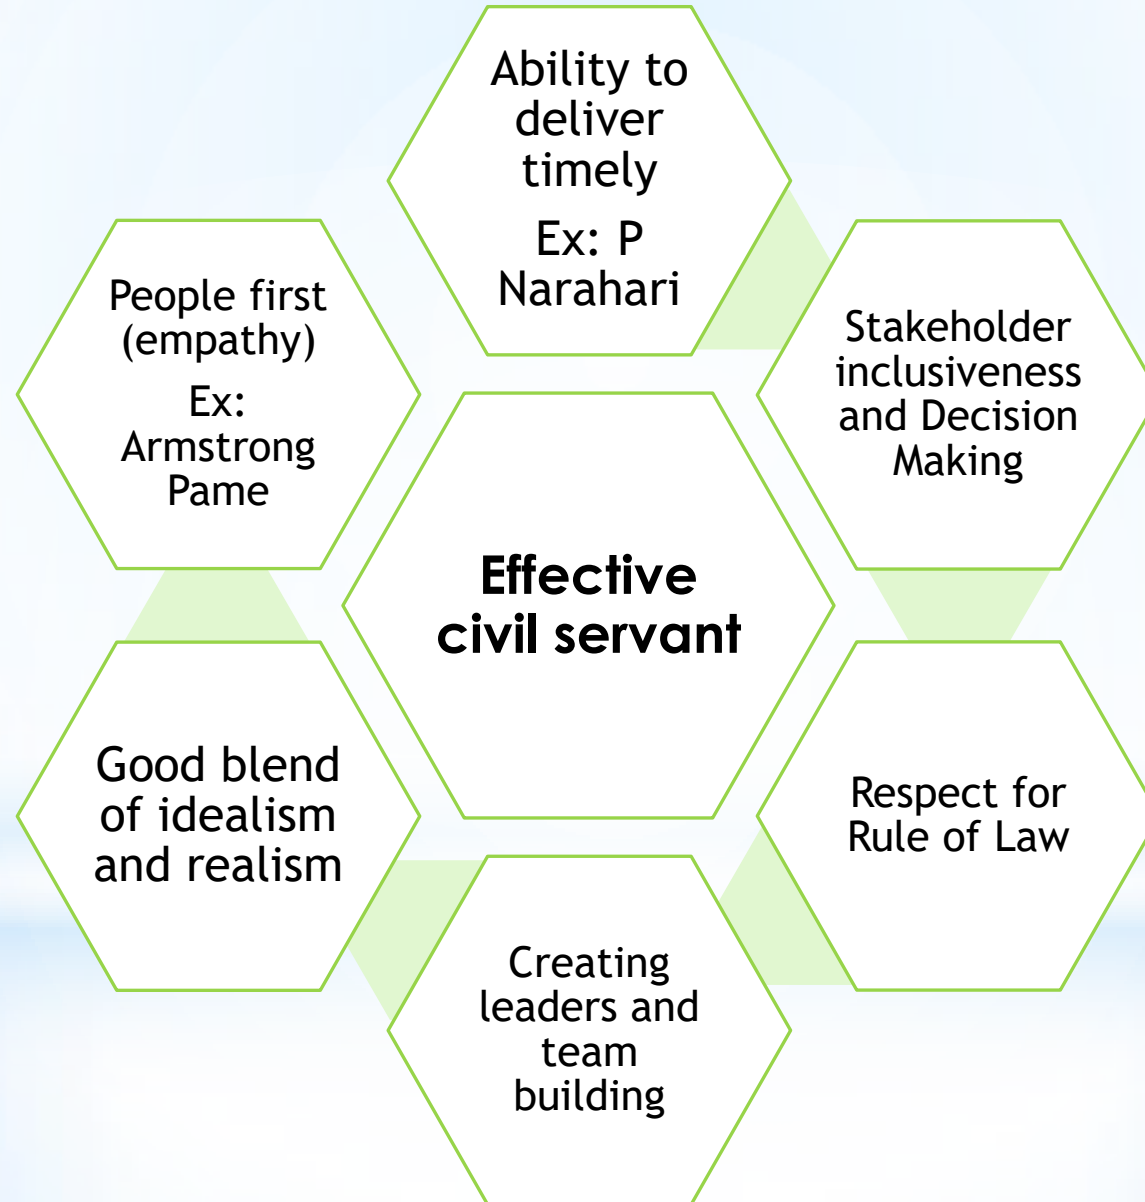 Ability to
deliver
timely
Ex: P
Narahari
People first
(empathy)
Ex:
Armstrong
Pame
Stakeholder
inclusiveness
and Decision
Making
Effective
civil servant
Good blend
of idealism
and realism
Respect for
Rule of Law
Creating
leaders and
team
building